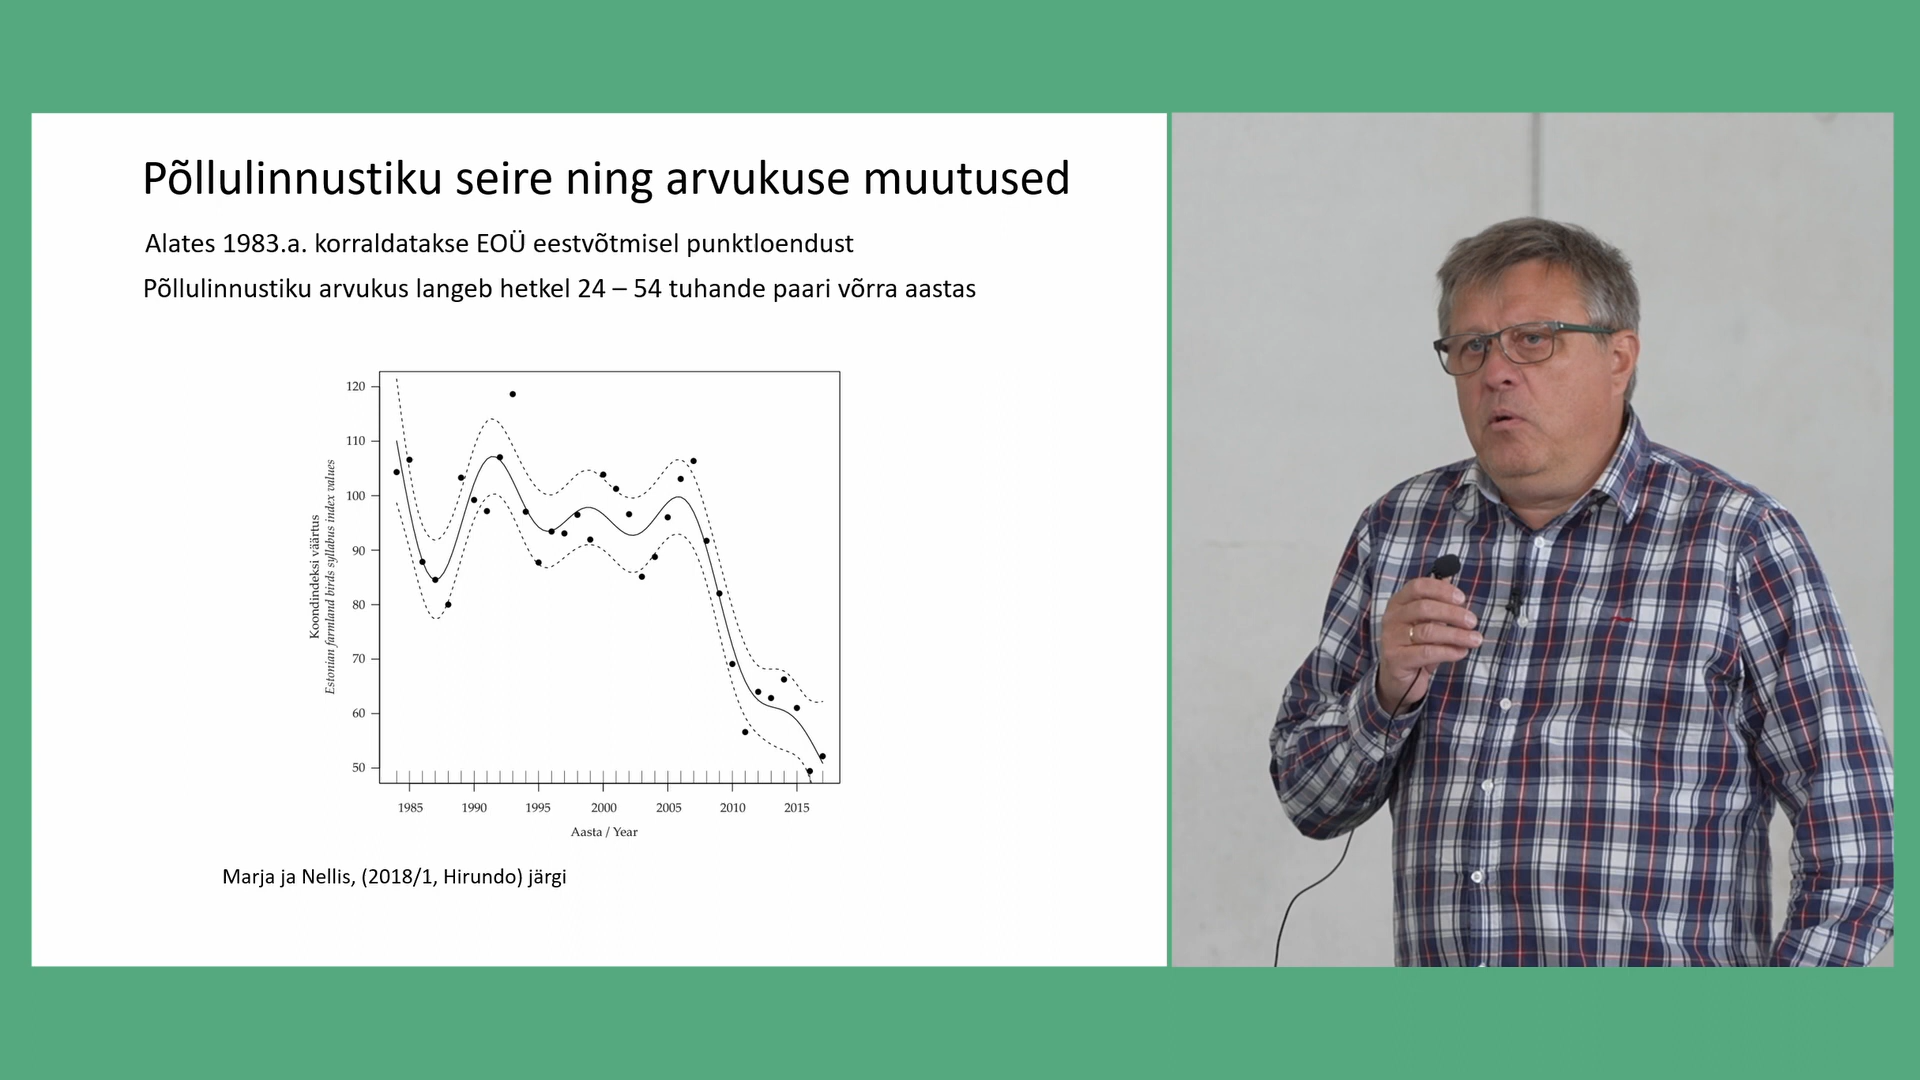 Põllulinnustiku seire ning arvukuse muutused
Alates 1983.a. korraldatakse EOÜ eestvõtmisel punktloendust
Põllulinnustiku arvukus langeb hetkel 24 – 54 tuhande paari võrra aastas
Koondindeksi väärtus
Estonian farmland birds syllabus index values
120
110
100
90
80
70
60
50
1985 1990 1995 2000 2005 2010 2015
Aasta / Year
Marja ja Nellis, (2018/1, Hirundo) järgi